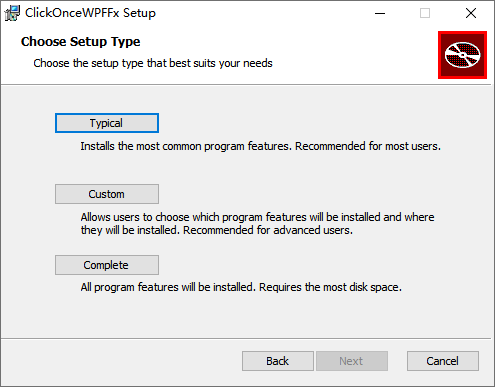 ClickOnceWPFFx Setup
Choose Setup Type
Choose the setup type that best suits your needs
Typical
Installs the most common program features. Recommended for most users.
Custom
Allows users to choose which program features will be installed and where
they will be installed. Recommended for advanced users.
Complete
All program features will be installed. Requires the most disk space.
Back Next Cancel